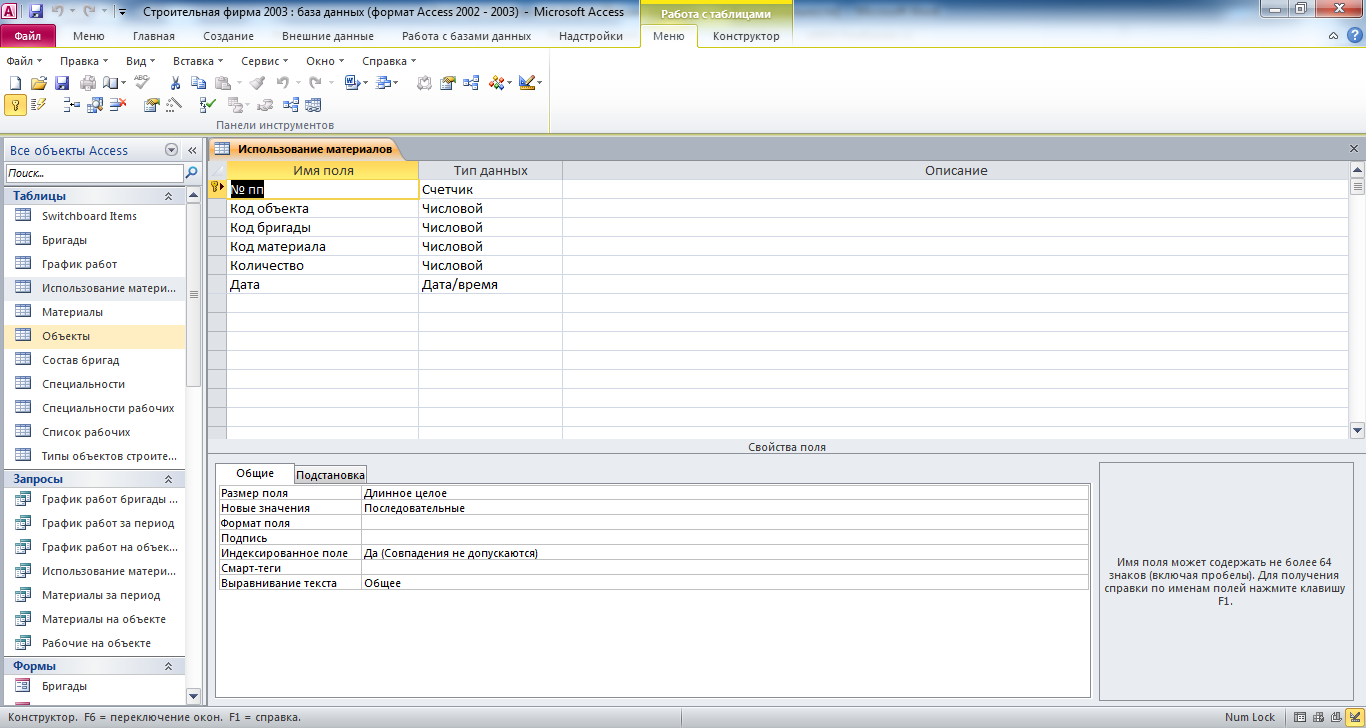 Строительная фирма 2003 : база данных (формат Access 2002 - 2003) - Microsoft Access
Работа с таблицами
Файл Меню Главная Создание Внешние данные Работа с базами данных Надстройки Меню Конструктор
Файл Правка Вид Вставка Сервис Окно Справка
Панели инструментов
Все объекты Access
Поиск...
Таблицы
Switchboard Items
Бригады
График работ
Использование матери...
Материалы
Объекты
Состав бригад
Специальности
Специальности рабочих
Список рабочих
Типы объектов строите...
Запросы
График работ бригады ...
График работ за период
График работ на объек...
Использование матери...
Материалы за период
Материалы на объекте
Рабочие на объекте
Формы
Бригады
Использование материалов
Имя поля Тип данных Описание
№ пп Счетчик
Код объекта Числовой
Код бригады Числовой
Код материала Числовой
Количество Числовой
Дата Дата/время
Свойства поля
Общие Подстановка
Размер поля Длинное целое
Новые значения Последовательные
Формат поля
Подпись
Индексированное поле Да (Совпадения не допускаются)
Смарт-теги
Выравнивание текста Общее
Имя поля может содержать не более 64
знаков (включая пробелы). Для получения
справки по именам полей нажмите клавишу
F1.
Конструктор. F6 = переключение окон. F1 = справка.
Num Lock